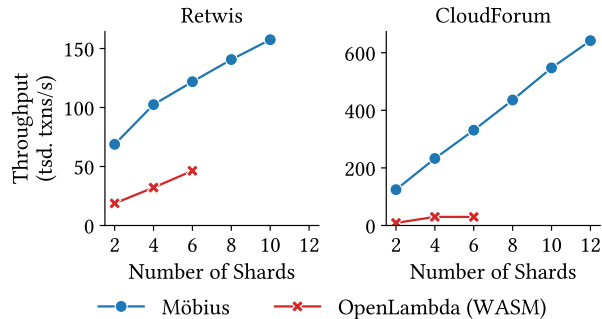 Retwis
CloudForum
Throughput
(tsd. txns/s)
150
100
50
0
2 4 6 8 10 12
Number of Shards
600
400
200
0
2 4 6 8 10 12
Number of Shards
Möbius
OpenLambda (WASM)